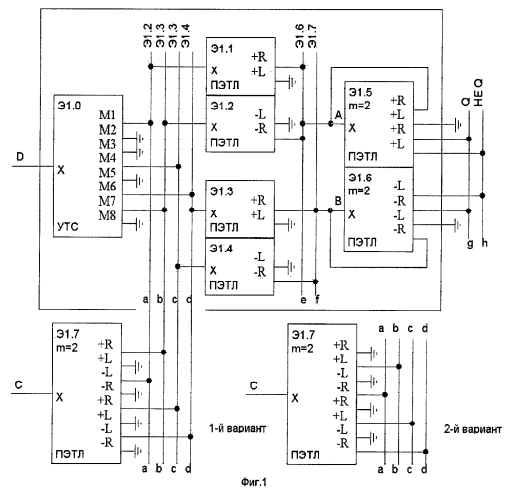 Э1.2
Э1.3
Э1.3
Э1.4
Э1.6
Э1.7
Э1.1
X
+R
+L
ПЭТЛ
Э1.2
-L
-R
ПЭТЛ
Э1.0
D
X
M1
M2
M3
M4
M5
M6
M7
M8
УТС
Э1.3
X
+R
+L
ПЭТЛ
Э1.4
X
-L
-R
ПЭТЛ
Э1.5
m=2
A
X
+R
+L
+R
+L
ПЭТЛ
Э1.6
m=2
B
X
-L
-R
-L
-R
ПЭТЛ
Q
НЕ Q
g h
a b c d
e f
Э1.7
m=2
C
X
+R
+L
-L
-R
+R
+L
-L
-R
ПЭТЛ
a b c d
1-й вариант
a b c d
Э1.7
m=2
C
X
+R
+L
-L
-R
+R
+L
-L
-R
ПЭТЛ
a b c d
2-й вариант
Фиг.1